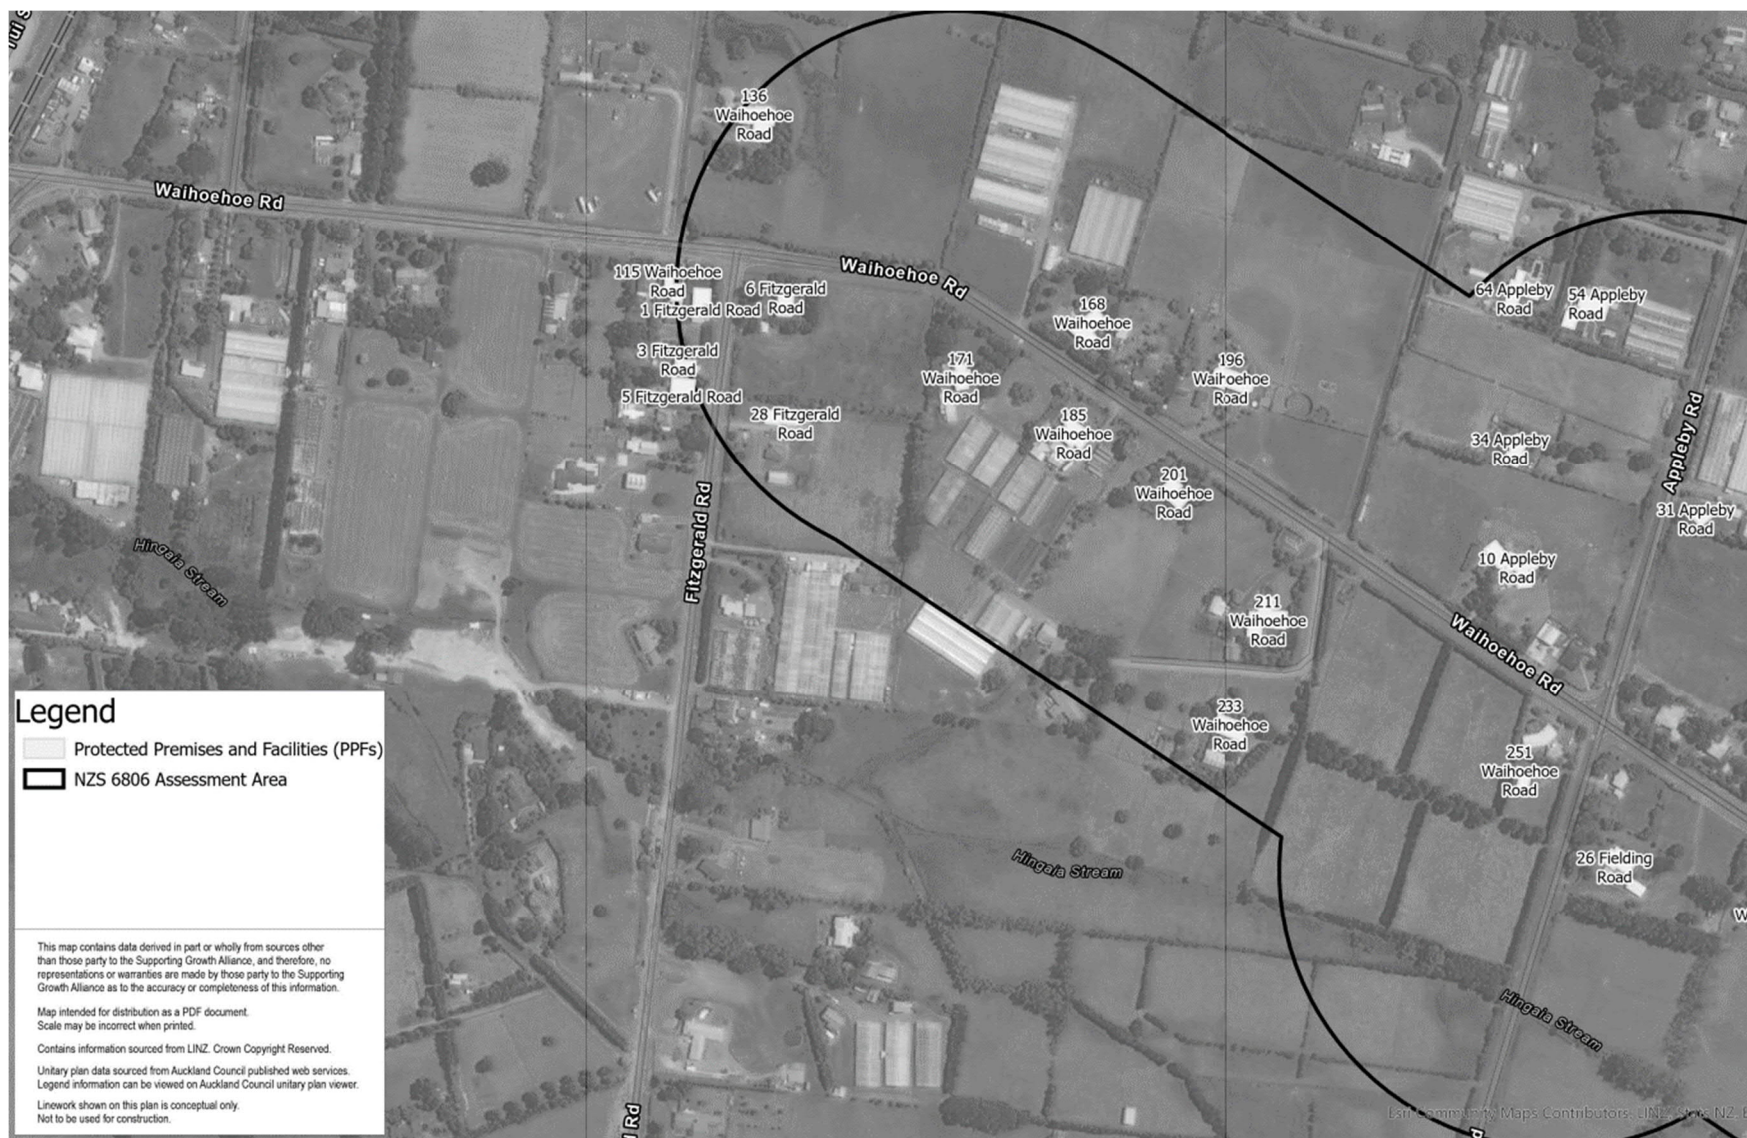 136
Waihoehoe
Road
Waihoehoe Rd
115 Waihoehoe
Road
1 Fitzgerald Road
6 Fitzgerald
Road
Waihoehoe Rd
168
Waihoehoe
Road
64 Appleby
Road
54 Appleby
Road
3 Fitzgerald
Road
5 Fitzgerald Road
28 Fitzgerald
Road
171
Waihoehoe
Road
185
Waihoehoe
Road
196
Waihoehoe
Road
201
Waihoehoe
Road
34 Appleby
Road
Appleby Rd
31 Appleby
Road
10 Appleby
Road
Fitzgerald Rd
Hingaia Stream
211
Waihoehoe
Road
Waihoehoe Rd
233
Waihoehoe
Road
251
Waihoehoe
Road
26 Fielding
Road
Hingaia Stream
Hingaia Stream
Legend
Protected Premises and Facilities (PPFs)
NZS 6806 Assessment Area
This map contains data derived in part or wholly from sources other
than those party to the Supporting Growth Alliance, and therefore, no
representations or warranties are made by those party to the Supporting
Growth Alliance as to the accuracy or completeness of this information.
Map intended for distribution as a PDF document.
Scale may be incorrect when printed.
Contains information sourced from LINZ. Crown Copyright Reserved.
Unitary plan data sourced from Auckland Council published web services.
Legend information can be viewed on Auckland Council unitary plan viewer.
Linework shown on this plan is conceptual only.
Not to be used for construction.
Rd
Esri Community Maps Contributors, LINZ, Stats NZ,